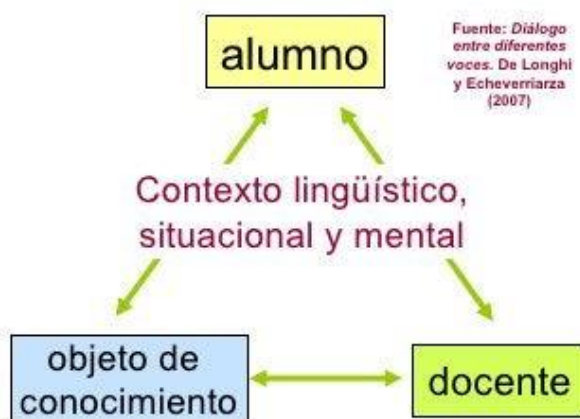 alumno
Fuente: Diálogo
entre diferentes
voces. De Longhi
y Echeverriarza
(2007)
Contexto lingüístico,
situacional y mental
objeto de
conocimiento
docente